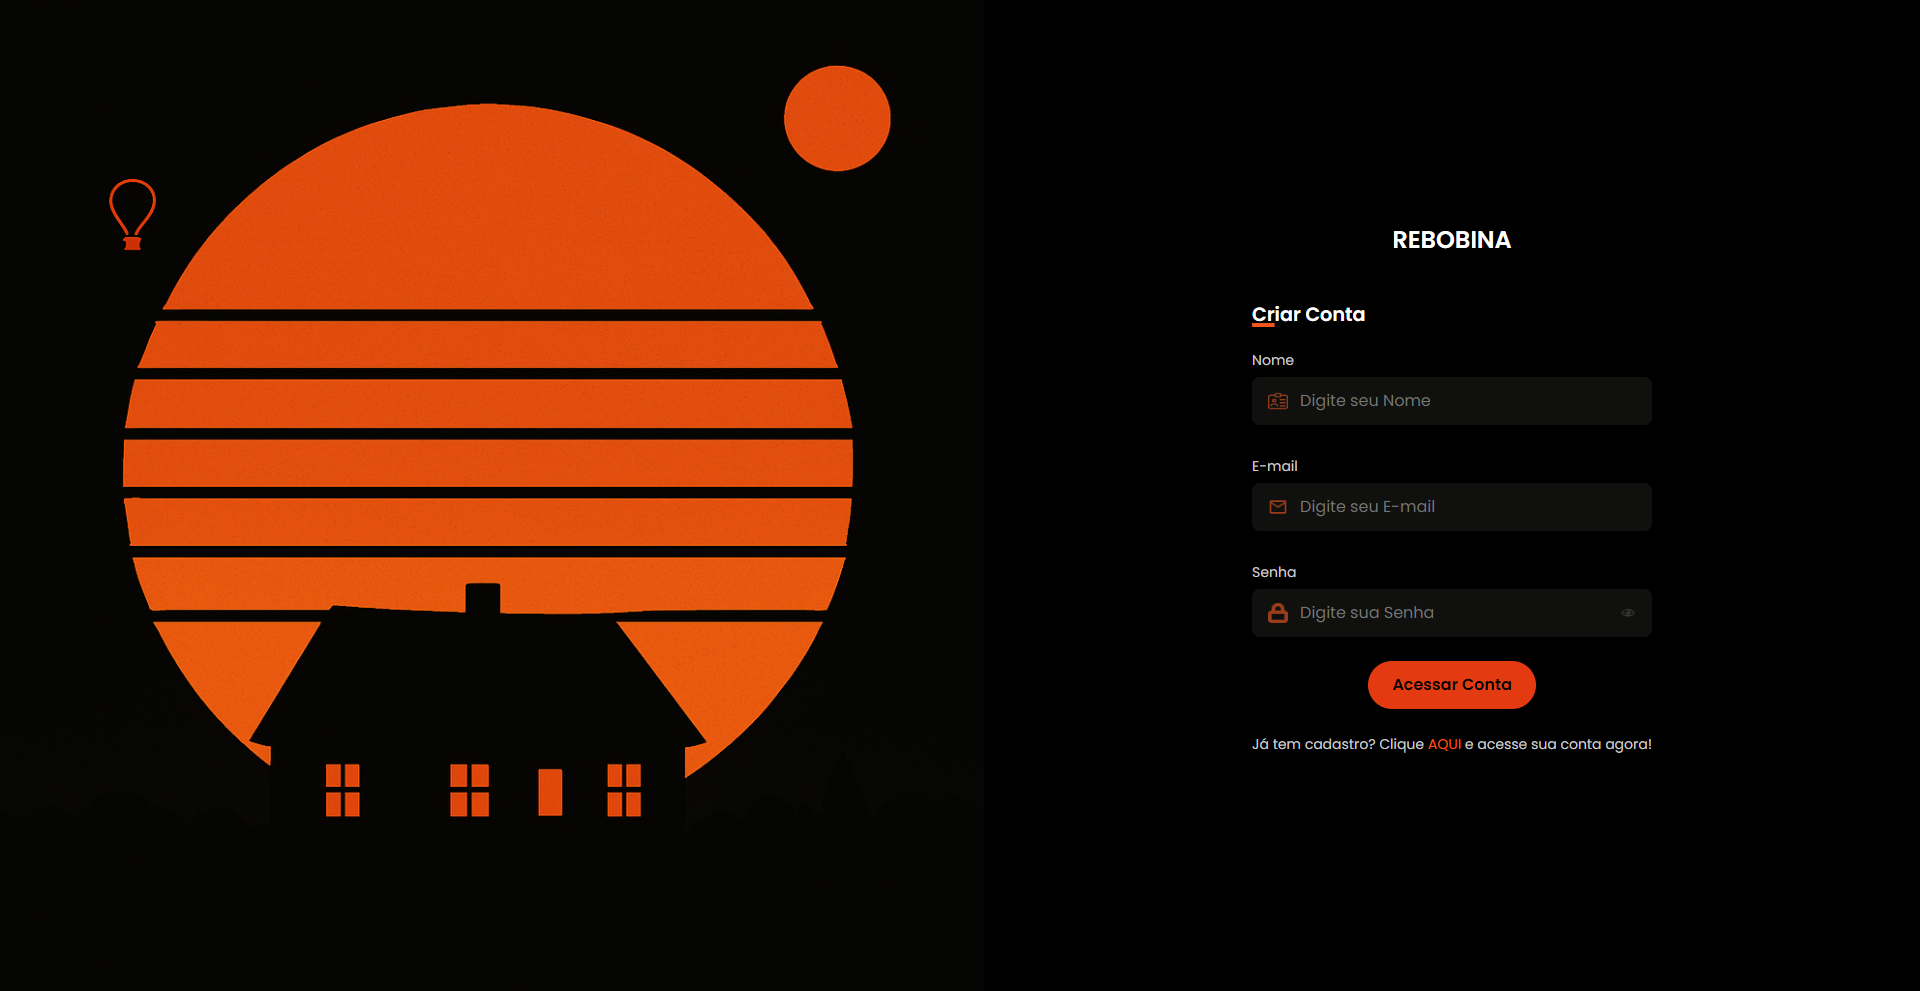 REBOBINA
Criar Conta
Nome
Digite seu Nome
E-mail
Digite seu E-mail
Senha
Digite sua Senha
Acessar Conta
Já tem cadastro? Clique AQUI e acesse sua conta agora!